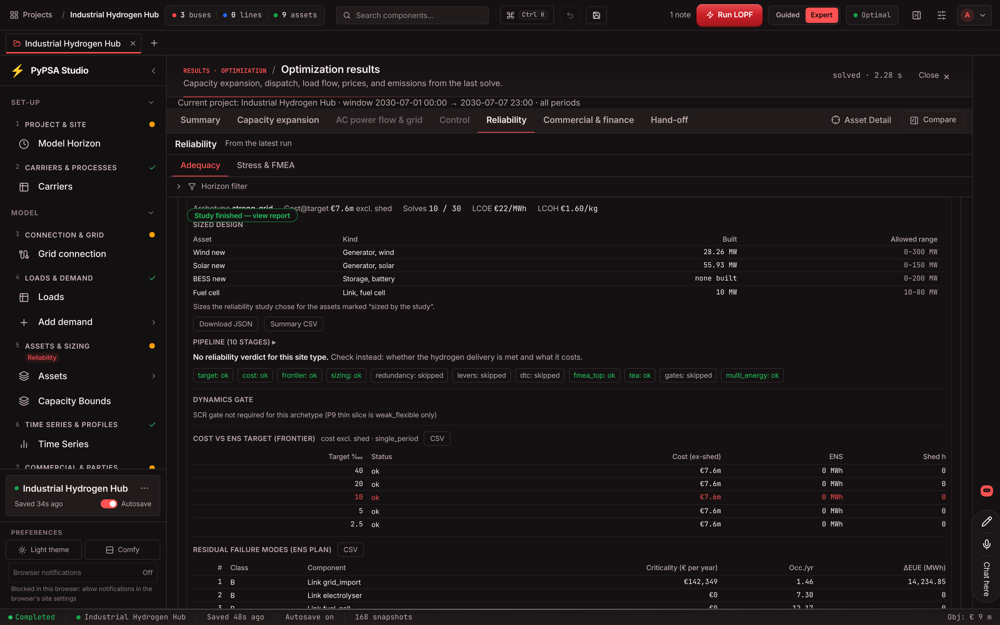 Projects / Industrial Hydrogen Hub 3 buses 0 lines 9 assets Search components... ⌘ Ctrl K 1 note Run LOPF Guided Expert Optimal A
Industrial Hydrogen Hub × +
PyPSA Studio
SET-UP
1 PROJECT & SITE
Model Horizon
2 CARRIERS & PROCESSES
Carriers
MODEL
3 CONNECTION & GRID
Grid connection
4 LOADS & DEMAND
Loads
Add demand
5 ASSETS & SIZING
Reliability
Assets
Capacity Bounds
6 TIME SERIES & PROFILES
Time Series
7 COMMERCIAL & PARTIES
Industrial Hydrogen Hub ...
Saved 34s ago Autosave
PREFERENCES
Light theme Comfy
Browser notifications Off
Blocked in this browser: allow notifications in the
browser's site settings
RESULTS · OPTIMIZATION / Optimization results
Capacity expansion, dispatch, load flow, prices, and emissions from the last solve.
solved · 2.28 s Close ×
Current project: Industrial Hydrogen Hub · window 2030-07-01 00:00 → 2030-07-07 23:00 · all periods
Summary Capacity expansion AC power flow & grid Control Reliability Commercial & finance Hand-off Asset Detail Compare
Reliability From the latest run
Adequacy Stress & FMEA
Horizon filter
Archetype strong_grid Cost@target €7.6m excl. shed Solves 10 / 30 LCOE €22/MWh LCOH €1.60/kg
Study finished — view report
SIZED DESIGN
Asset Kind Built Allowed range
Wind new Generator, wind 28.26 MW 0–300 MW
Solar new Generator, solar 55.93 MW 0–150 MW
BESS new Storage, battery none built 0–200 MW
Fuel cell Link, fuel cell 10 MW 10–80 MW
Sizes the reliability study chose for the assets marked “sized by the study”.
Download JSON Summary CSV
PIPELINE (10 STAGES) ▸
No reliability verdict for this site type. Check instead: whether the hydrogen delivery is met and what it costs.
target: ok cost: ok frontier: ok sizing: ok redundancy: skipped levers: skipped dtc: skipped fmea_top: ok tea: ok gates: skipped multi_energy: ok
DYNAMICS GATE
SCR gate not required for this archetype (P9 thin slice is weak_flexible only)
COST VS ENS TARGET (FRONTIER) cost excl. shed · single_period CSV
Target ‱ Status Cost (ex-shed) ENS Shed h
40 ok €7.6m 0 MWh 0
20 ok €7.6m 0 MWh 0
10 ok €7.6m 0 MWh 0
5 ok €7.6m 0 MWh 0
2.5 ok €7.6m 0 MWh 0
RESIDUAL FAILURE MODES (ENS PLAN) CSV
# Class Component Criticality (€ per year) Occ./yr ΔEUE (MWh)
1 B Link grid_import €142,349 1.46 14,234.85
2 B Link electrolyser €0 7.30 0
3 B Link fuel_cell €0 12.17 0
Chat here
Completed Industrial Hydrogen Hub Saved 48s ago Autosave on 168 snapshots Obj: € 9 m